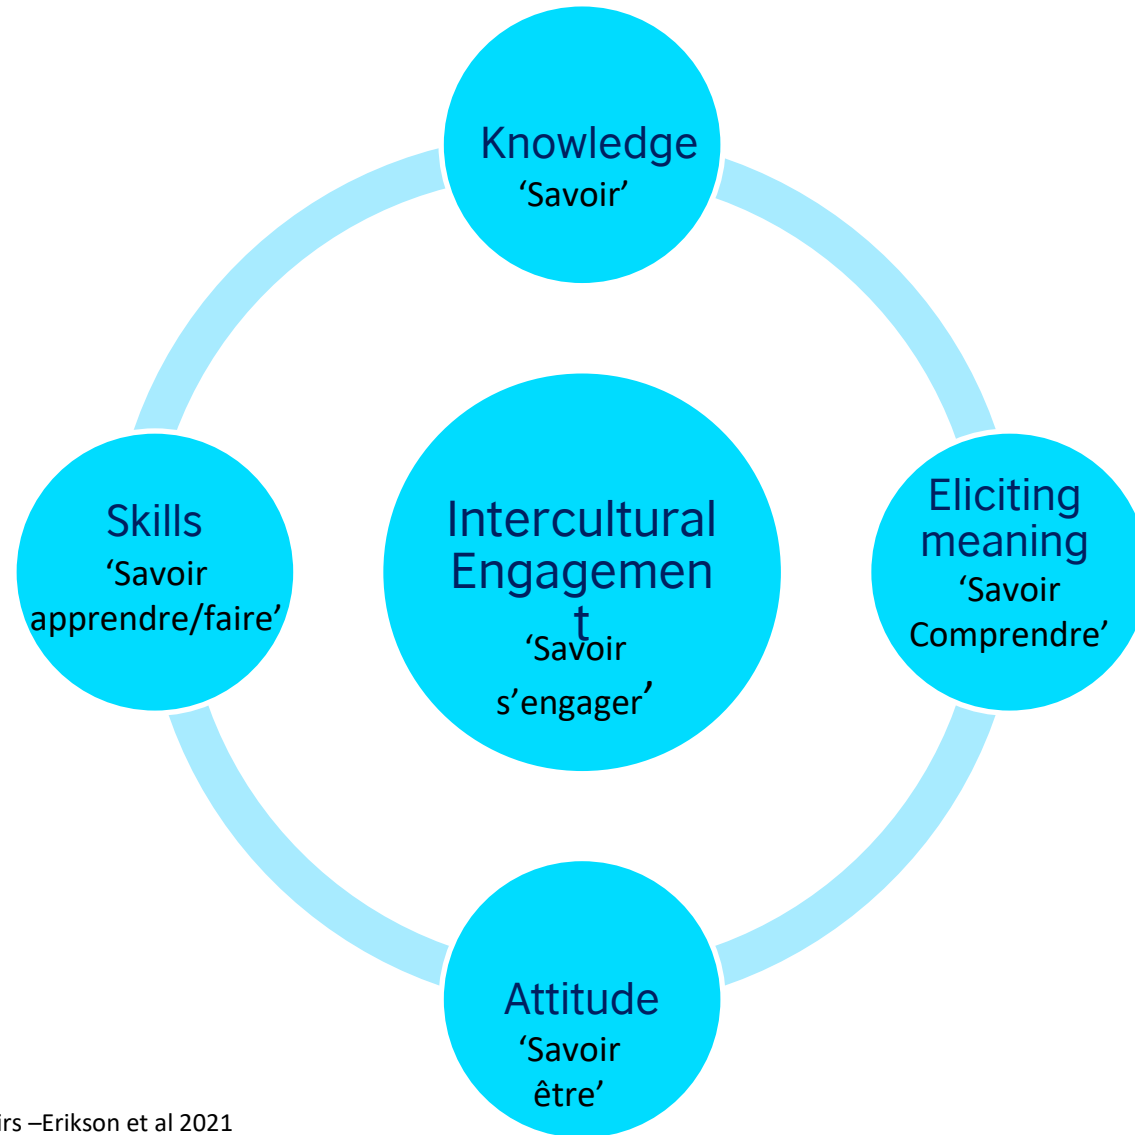 Knowledge
‘Savoir’
Skills
‘Savoir
apprendre/faire’
Intercultural
Engagemen
t
‘Savoir
s’engager’
Eliciting
meaning
‘Savoir
Comprendre’
Attitude
‘Savoir
être’
irs –Erikson et al 2021